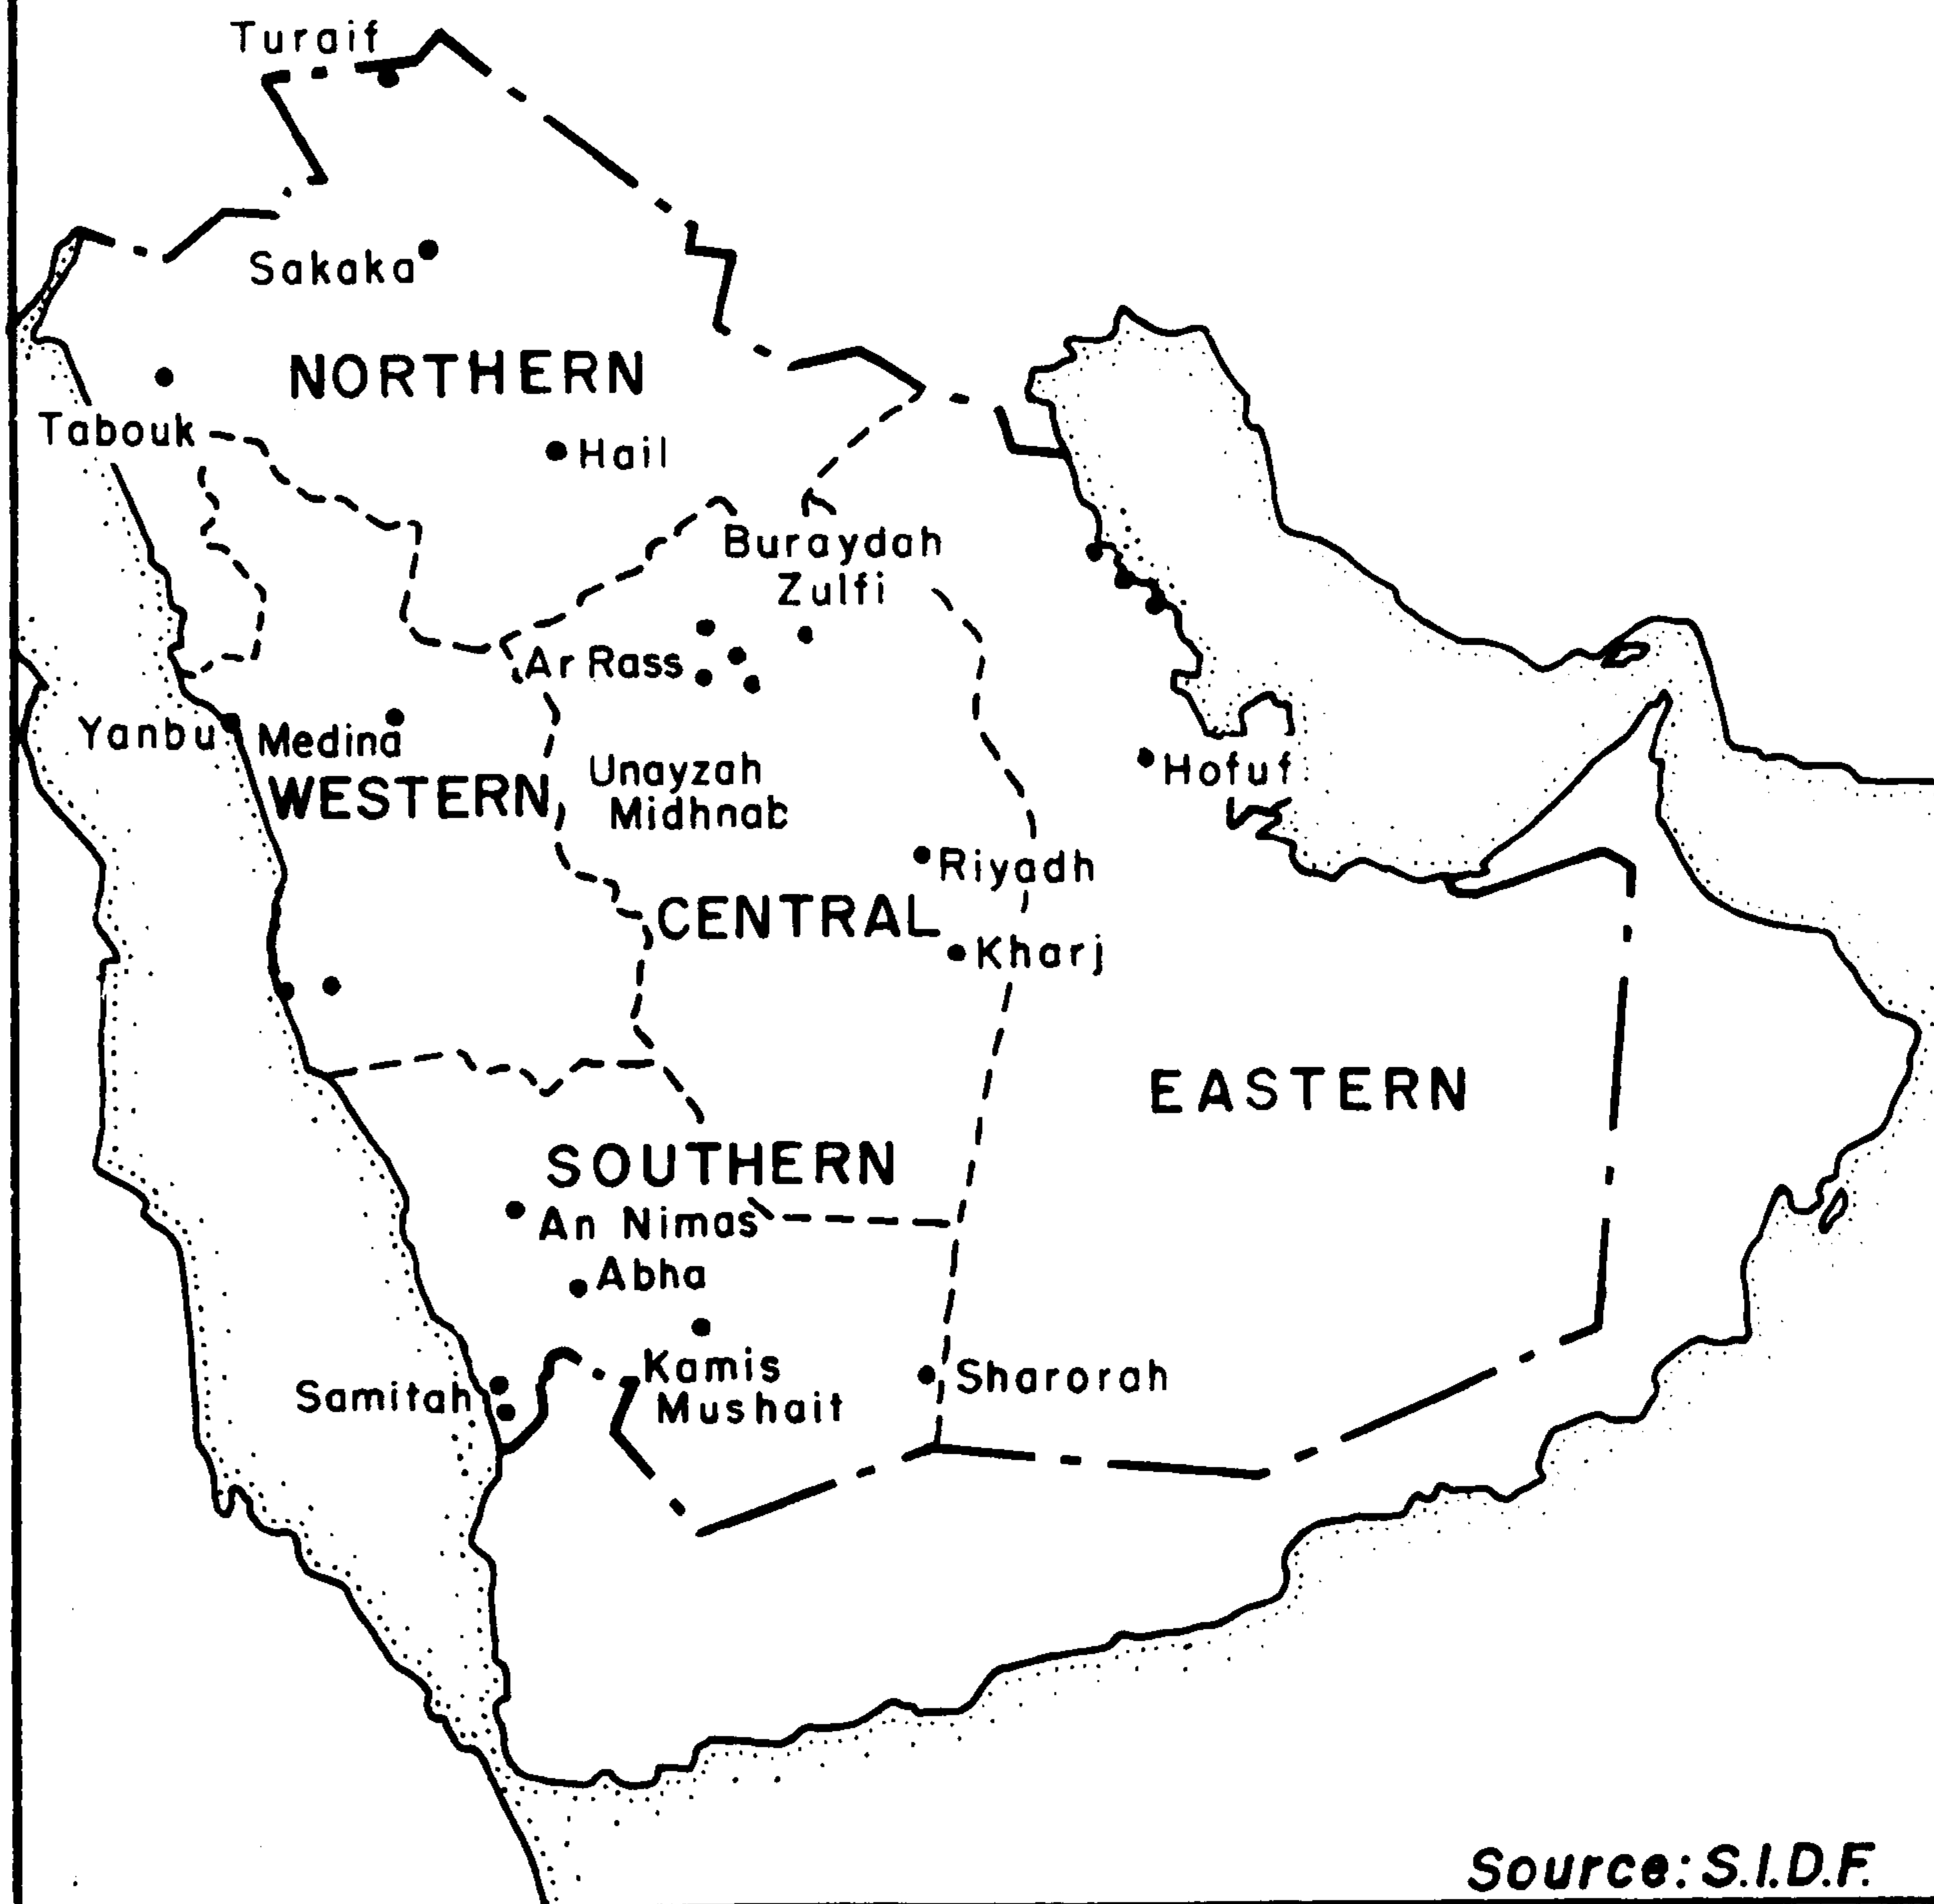 Turaif
Sakaka
NORTHERN
Tabouk
Hail
Buraydah
Zulfi
Ar Rass
Yanbu
Medina
WESTERN
Unayzah
Midhnab
Hofuf
Riyadh
CENTRAL
Kharj
EASTERN
SOUTHERN
An Nimas
Abha
Kamis
Mushait
Samitah
Sharorah
Source: S.I.D.F.